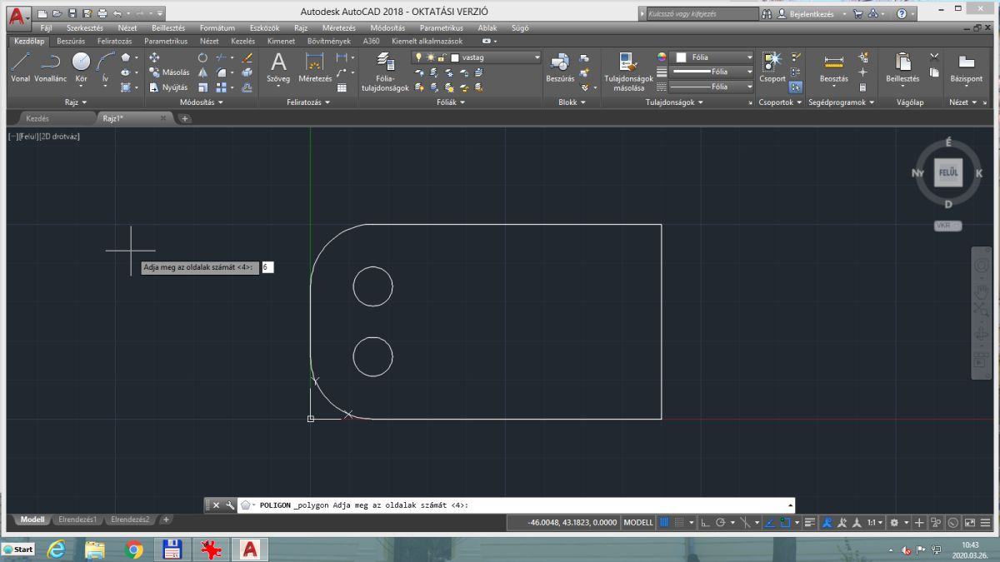 Autodesk AutoCAD 2018 - OKTATÁSI VERZIÓ
Kulcsszó vagy kifejezés
Bejelentkezés
Fájl Szerkesztés Nézet Beillesztés Formátum Eszközök Rajz Méretezés Módosítás Parametrikus Ablak Súgó
Kezdőlap Beszúrás Feliratozás Parametrikus Nézet Kezelés Kimenet Bővítmények A360 Kiemelt alkalmazások
Vonal Vonallánc Kör Ív
Másolás
Nyújtás
Szöveg Méretezés
Fólia-
tulajdonságok
vastag
Beszúrás
Tulajdonságok
másolása
Fólia
Fólia
Fólia
Csoport
Beosztás
Beillesztés
Bázispont
Rajz Módosítás Feliratozás Fóliák Blokk Tulajdonságok Csoportok Segédprogramok Vágólap Nézet
Kezdés Rajz1*
[−][Felül][2D drótváz]
É
Ny FELÜL K
D
VKR
Adja meg az oldalak számát <4>: 6
Y
X
POLIGON _polygon Adja meg az oldalak számát <4>:
Modell Elrendezés1 Elrendezés2
-46.0048, 43.1823, 0.0000 MODELL
1:1
Start
10:43
2020.03.26.